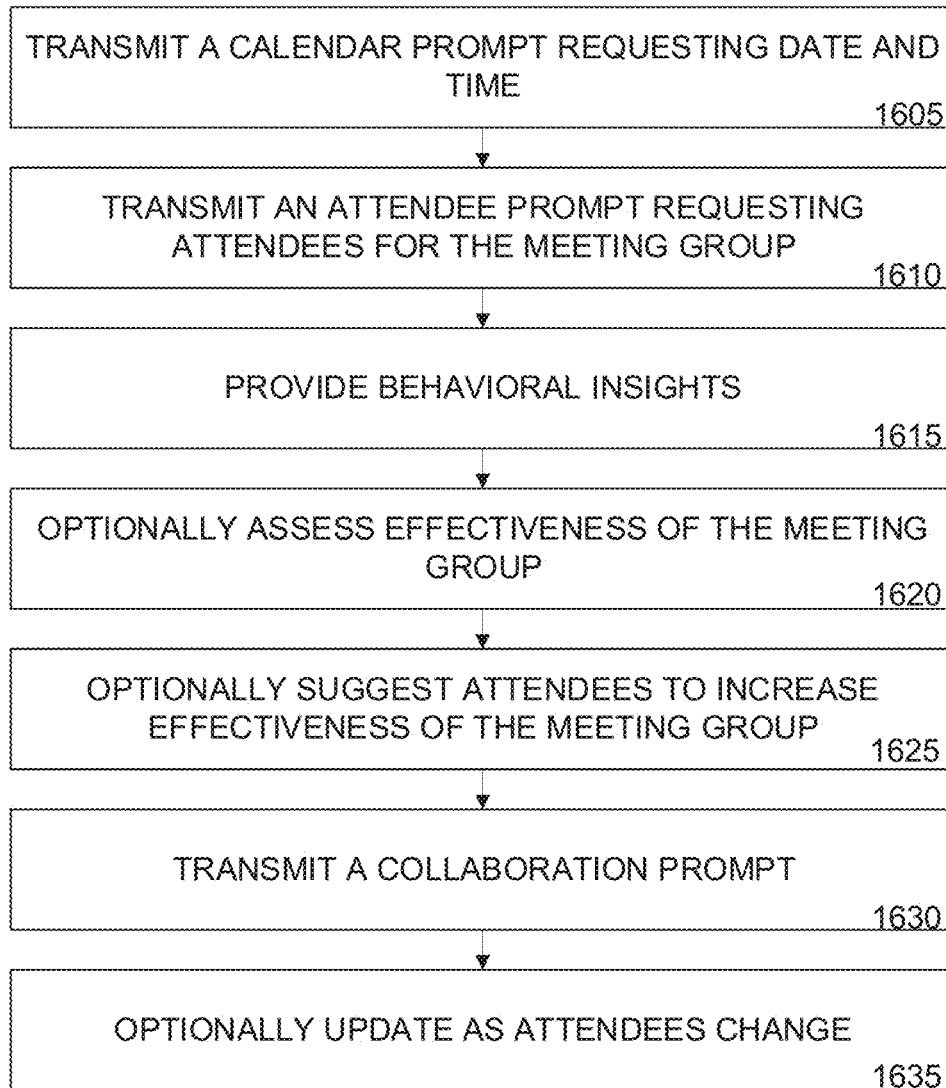 TRANSMIT A CALENDAR PROMPT REQUESTING DATE AND
TIME
1605
TRANSMIT AN ATTENDEE PROMPT REQUESTING
ATTENDEES FOR THE MEETING GROUP
1610
PROVIDE BEHAVIORAL INSIGHTS
1615
OPTIONALLY ASSESS EFFECTIVENESS OF THE MEETING
GROUP
1620
OPTIONALLY SUGGEST ATTENDEES TO INCREASE
EFFECTIVENESS OF THE MEETING GROUP
1625
TRANSMIT A COLLABORATION PROMPT
1630
OPTIONALLY UPDATE AS ATTENDEES CHANGE
1635